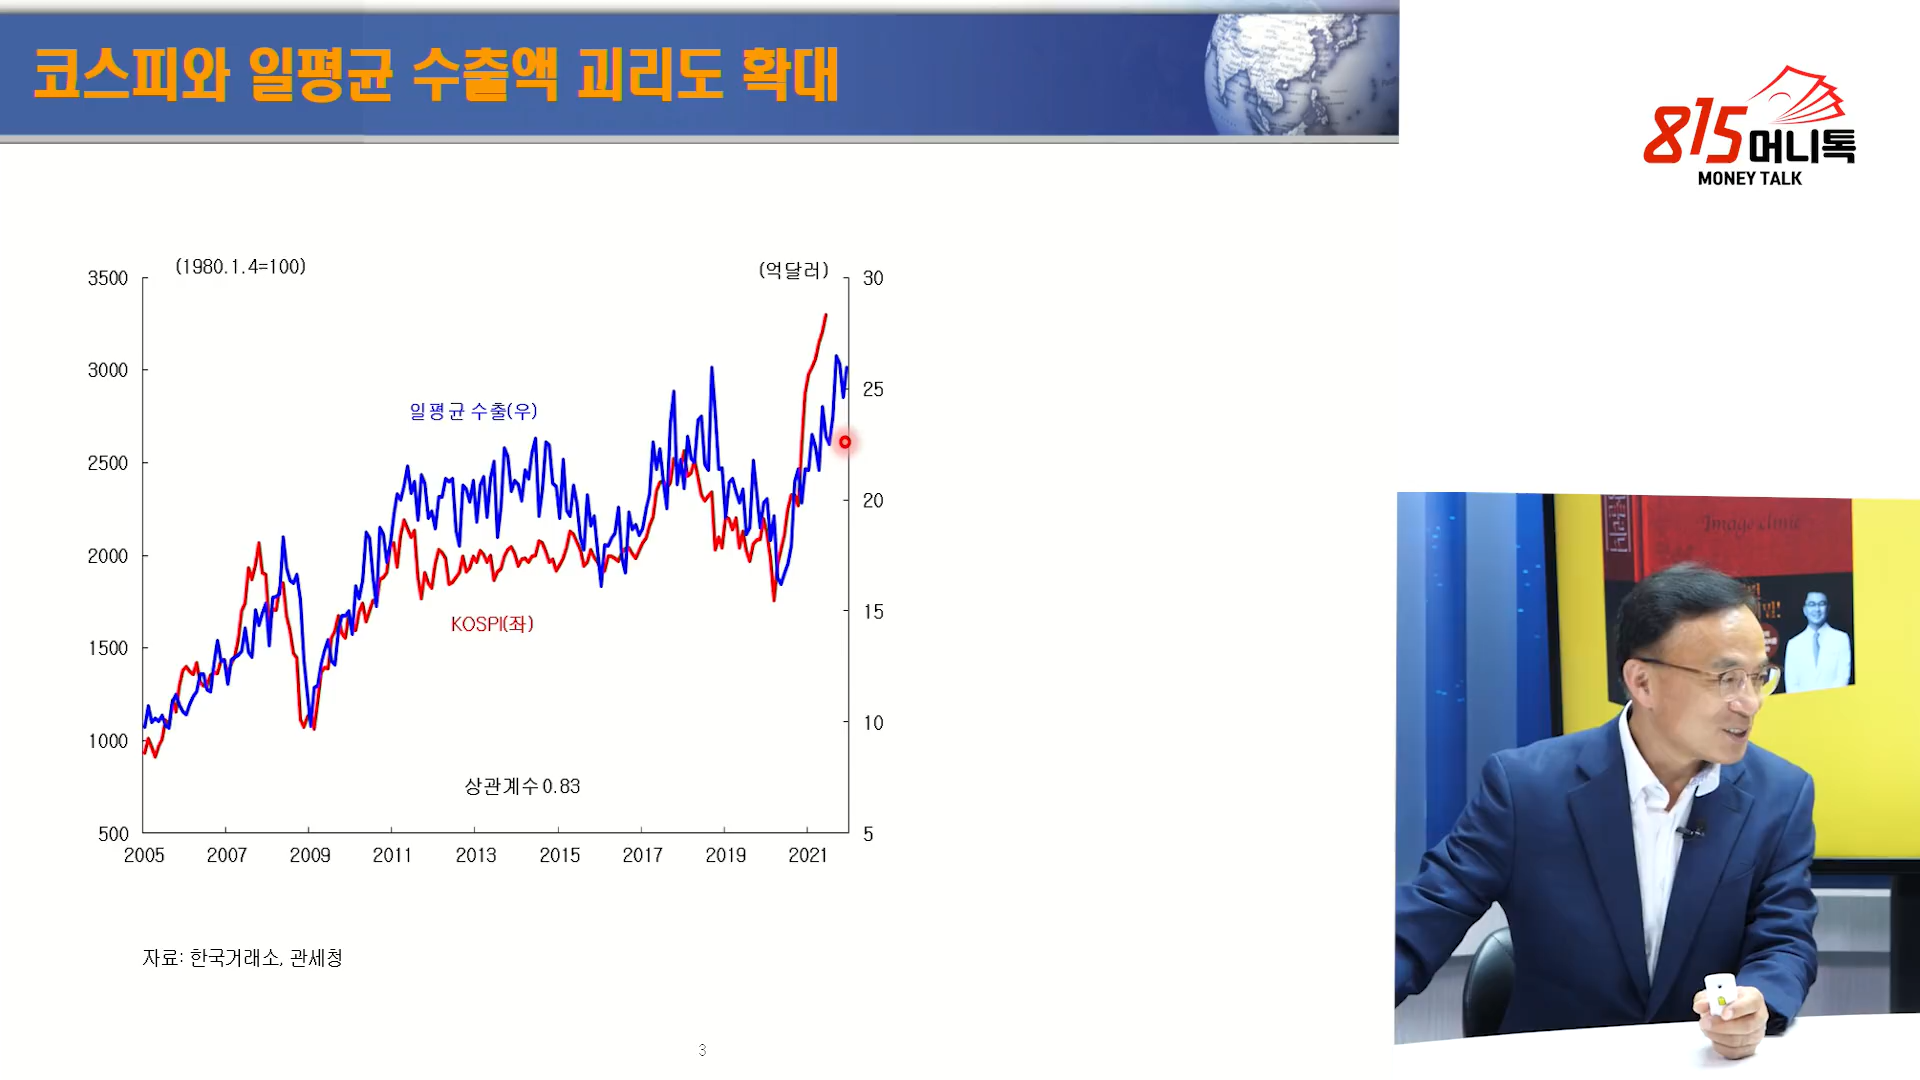 코스피와 일평균 수출액 괴리도 확대
815머니톡
MONEY TALK
(1980.1.4=100)
(억달러)
3500
3000
2500
2000
1500
1000
500
30
25
20
15
10
5
일평균 수출(우)
KOSPI(좌)
상관계수 0.83
2005 2007 2009 2011 2013 2015 2017 2019 2021
자료: 한국거래소, 관세청
3
Image clinic